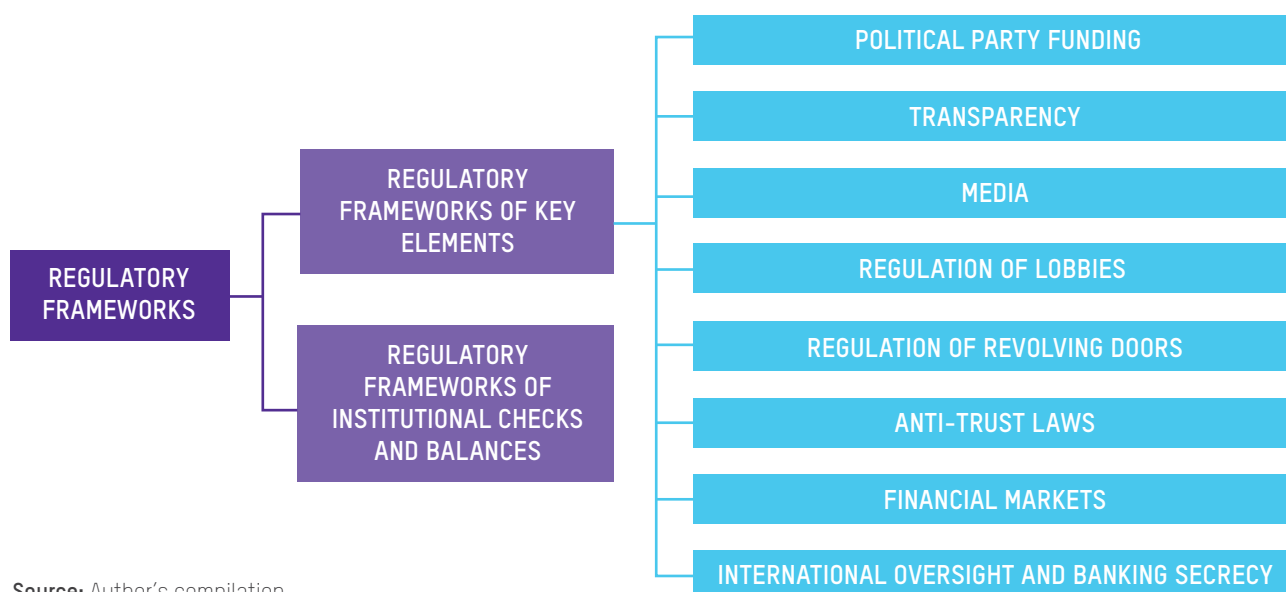 REGULATORY
FRAMEWORKS
REGULATORY
FRAMEWORKS OF KEY
ELEMENTS
REGULATORY
FRAMEWORKS OF
INSTITUTIONAL CHECKS
AND BALANCES
POLITICAL PARTY FUNDING
TRANSPARENCY
MEDIA
REGULATION OF LOBBIES
REGULATION OF REVOLVING DOORS
ANTI-TRUST LAWS
FINANCIAL MARKETS
INTERNATIONAL OVERSIGHT AND BANKING SECRECY
Source: Author's compilation